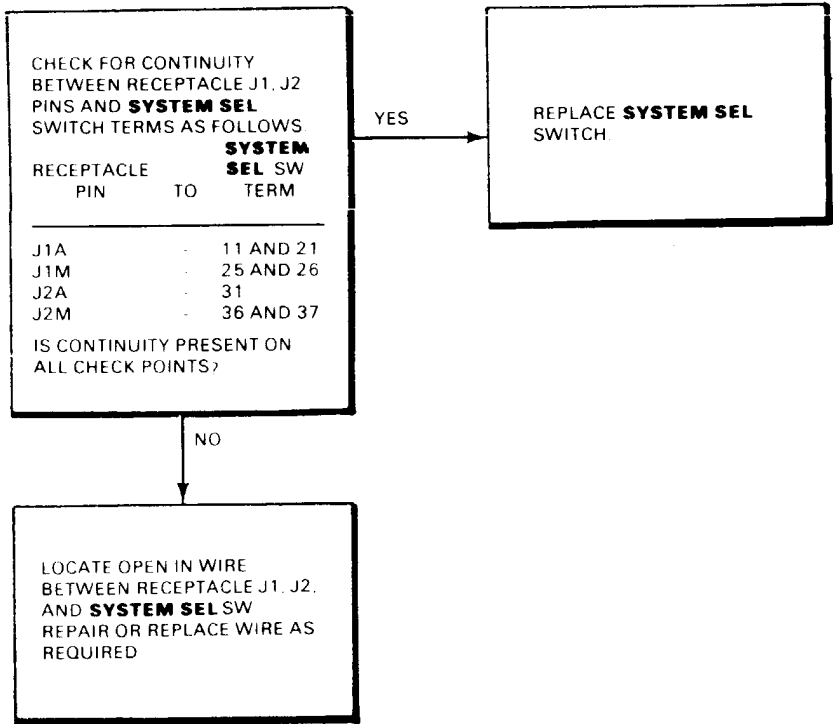 CHECK FOR CONTINUITY
BETWEEN RECEPTACLE J1, J2
PINS AND SYSTEM SEL
SWITCH TERMS AS FOLLOWS.
SYSTEM
RECEPTACLE SEL SW
PIN TO TERM
J1A - 11 AND 21
J1M - 25 AND 26
J2A - 31
J2M - 36 AND 37
IS CONTINUITY PRESENT ON
ALL CHECK POINTS?
YES
REPLACE SYSTEM SEL
SWITCH.
NO
LOCATE OPEN IN WIRE
BETWEEN RECEPTACLE J1, J2,
AND SYSTEM SEL SW
REPAIR OR REPLACE WIRE AS
REQUIRED